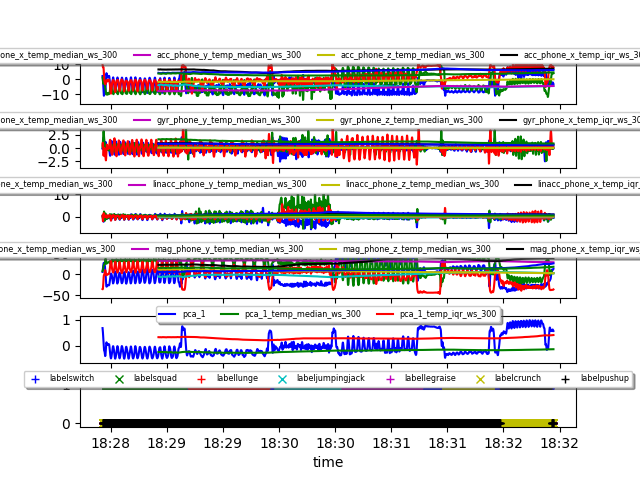 phone_x_temp_median_ws_300 acc_phone_y_temp_median_ws_300 acc_phone_z_temp_median_ws_300 acc_phone_x_temp_iqr_ws_300
10
0
−10
phone_x_temp_median_ws_300 gyr_phone_y_temp_median_ws_300 gyr_phone_z_temp_median_ws_300 gyr_phone_x_temp_iqr_ws_300
2.5
0.0
−2.5
ne_x_temp_median_ws_300 linacc_phone_y_temp_median_ws_300 linacc_phone_z_temp_median_ws_300 linacc_phone_x_temp_iqr_
10
0
ne_x_temp_median_ws_300 mag_phone_y_temp_median_ws_300 mag_phone_z_temp_median_ws_300 mag_phone_x_temp_iqr_ws
0
−50
pca_1 pca_1_temp_median_ws_300 pca_1_temp_iqr_ws_300
1
0
labelswitch labelsquad labellunge labeljumpingjack labellegraise labelcrunch labelpushup
0
18:28 18:29 18:29 18:30 18:30 18:31 18:31 18:32 18:32
time